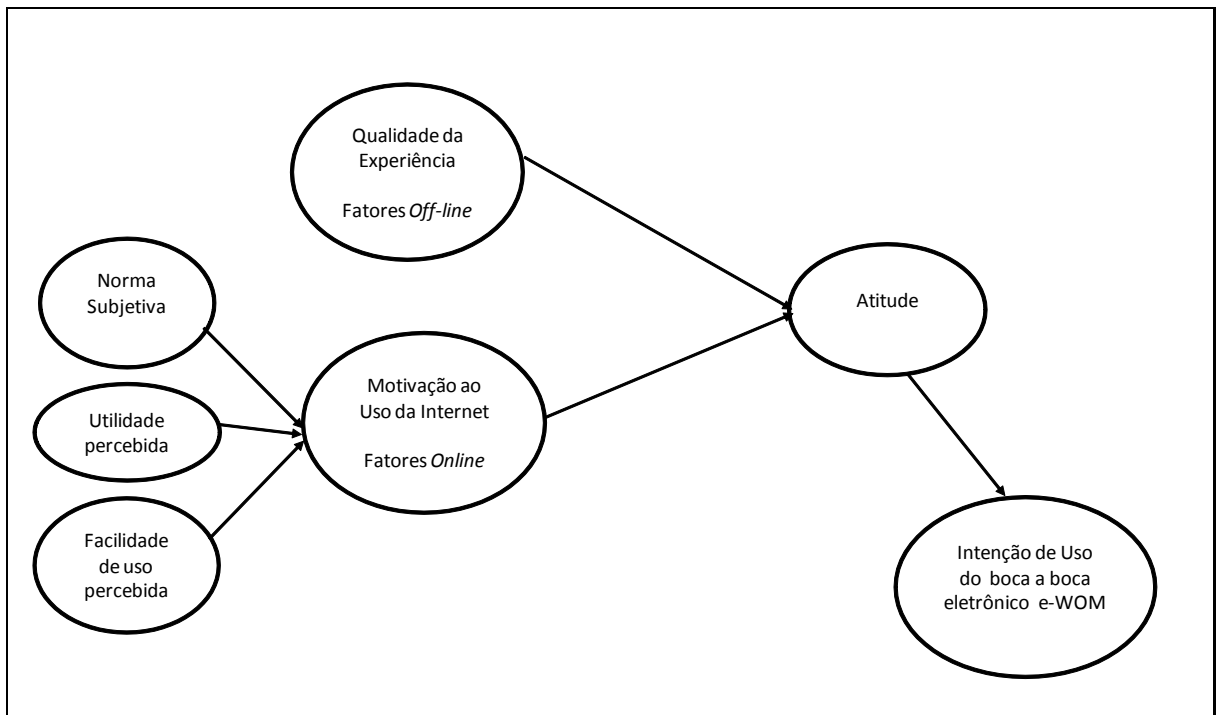 Qualidade da
Experiência
Fatores Off-line
Norma
Subjetiva
Utilidade
percebida
Facilidade
de uso
percebida
Motivação ao
Uso da Internet
Fatores Online
Atitude
Intenção de Uso
do boca a boca
eletrônico e-WOM